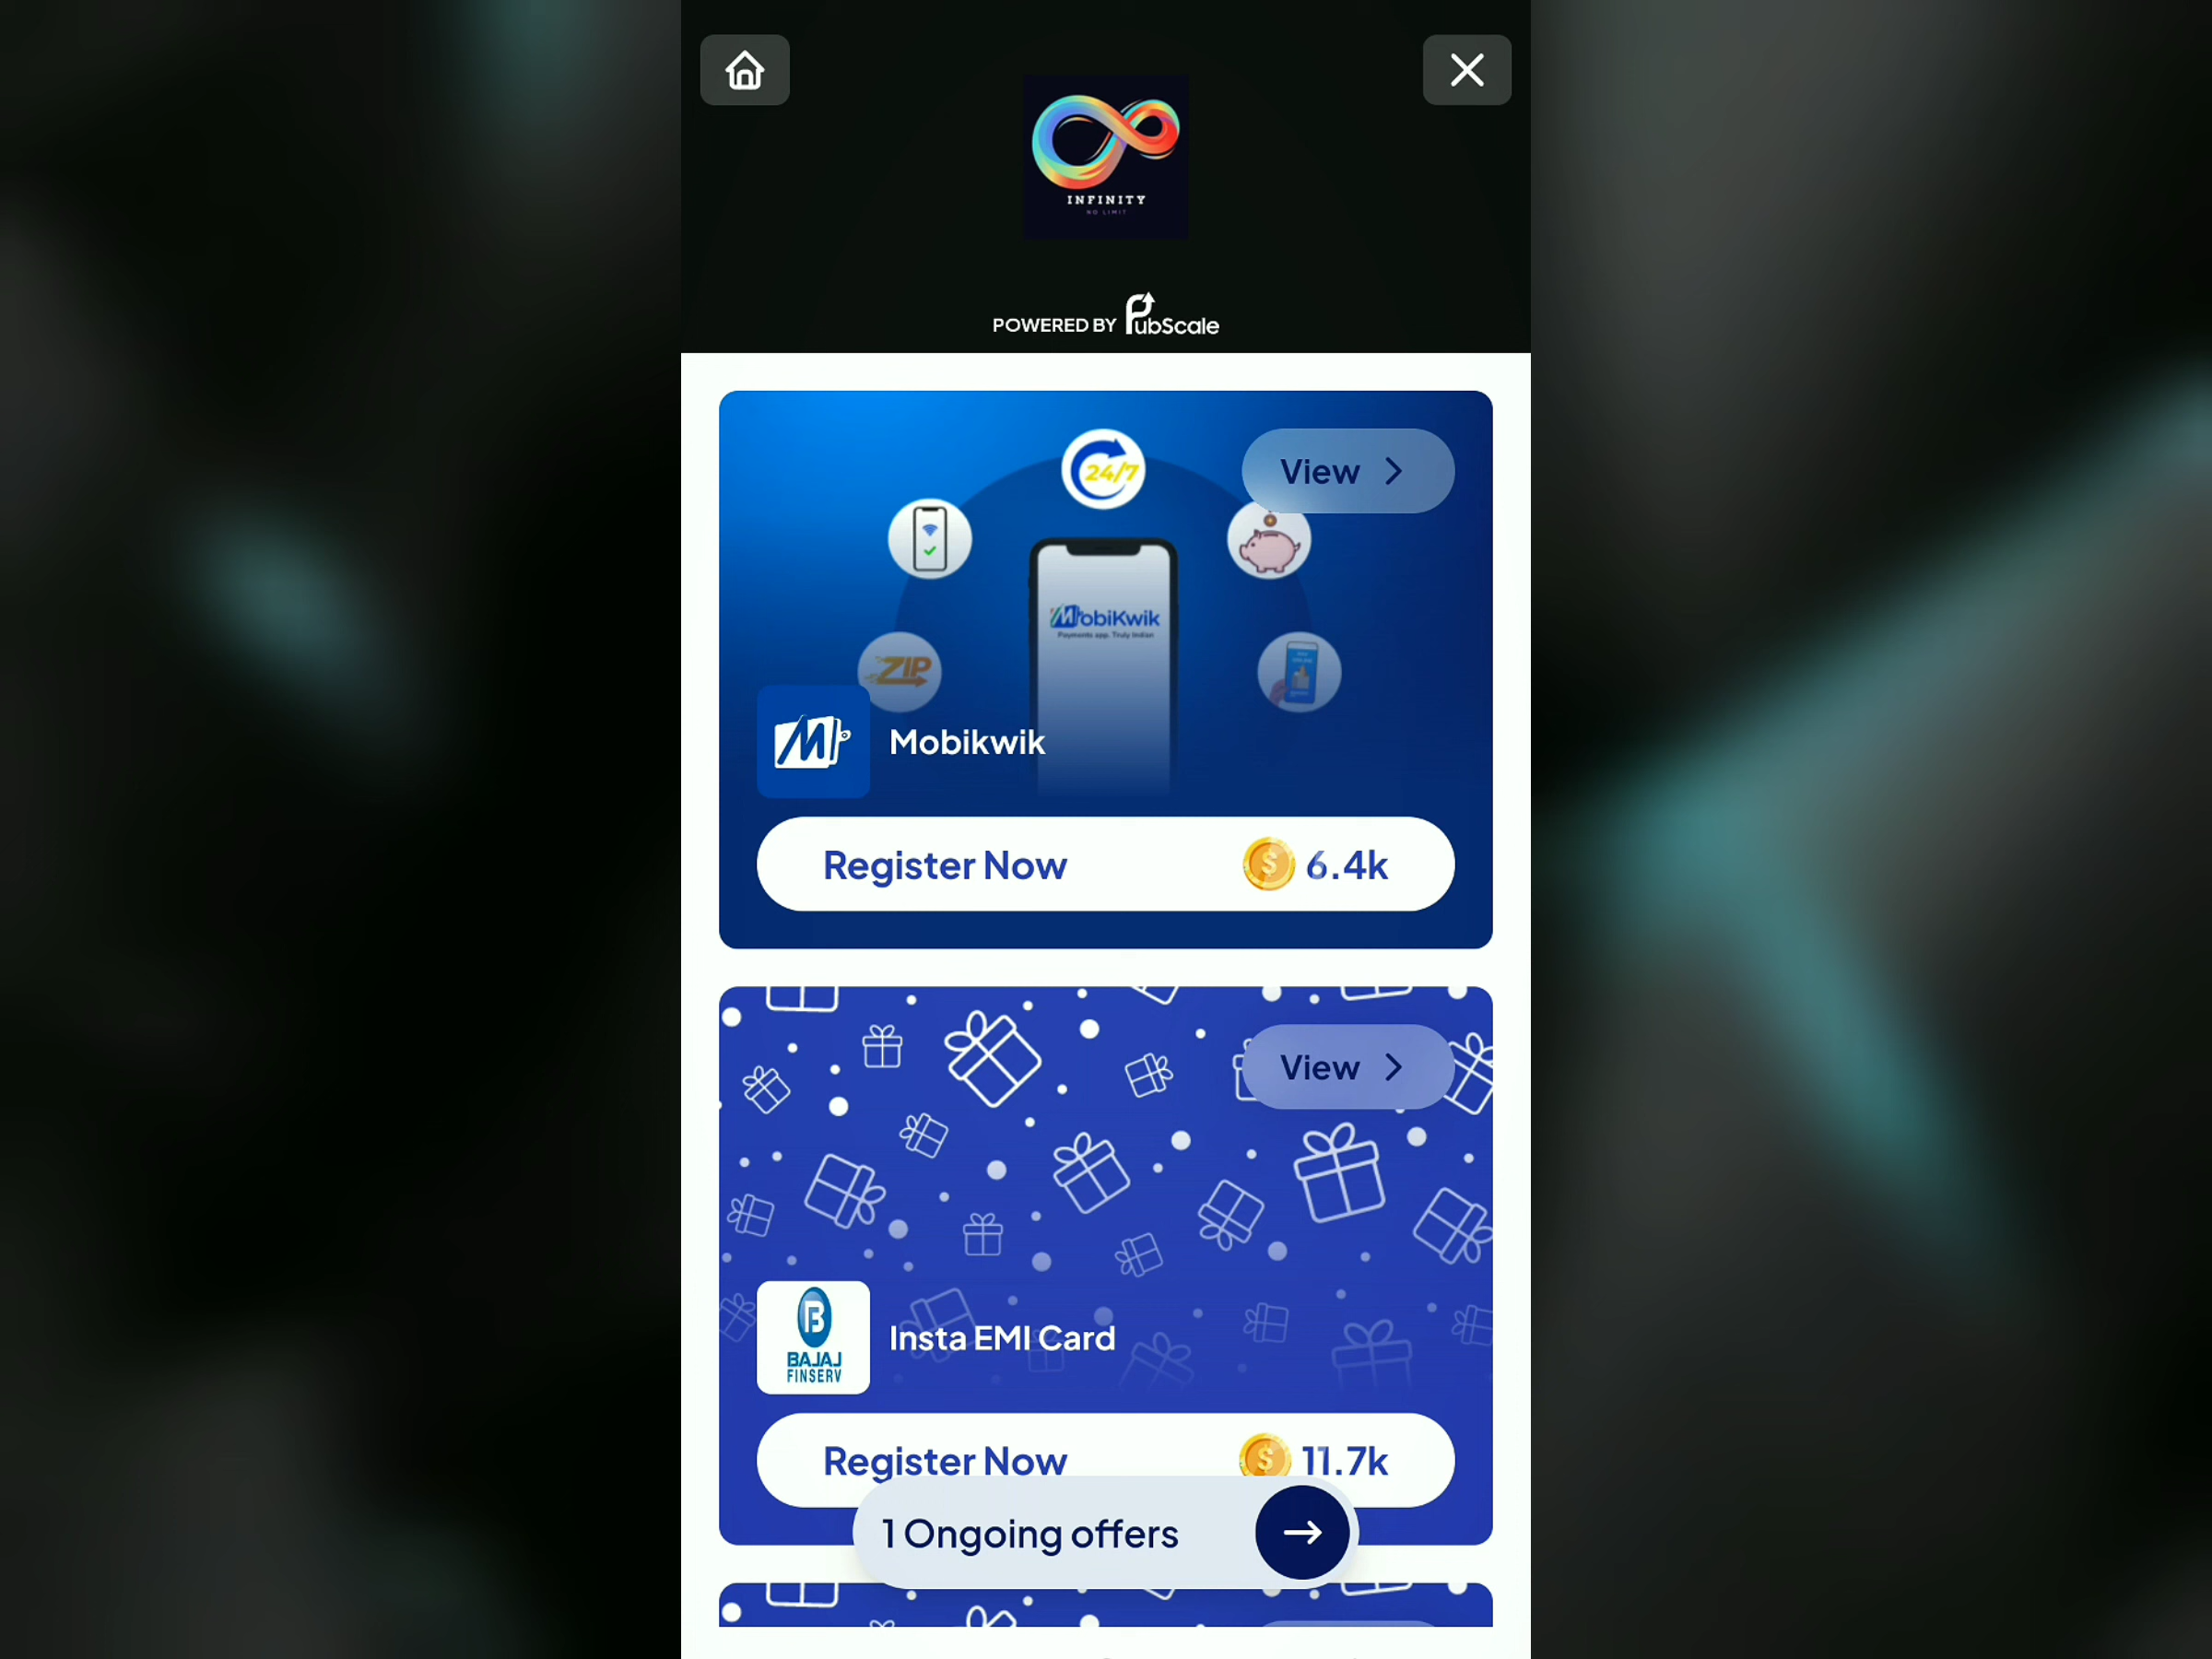 INFINITY
NO LIMIT
POWERED BY PubScale
View
24/7
MobiKwik
Payments app. Truly Indian
ZIP
Mobikwik
Register Now
6.4k
View
BAJAJ
FINSERV
Insta EMI Card
Register Now
11.7k
1 Ongoing offers